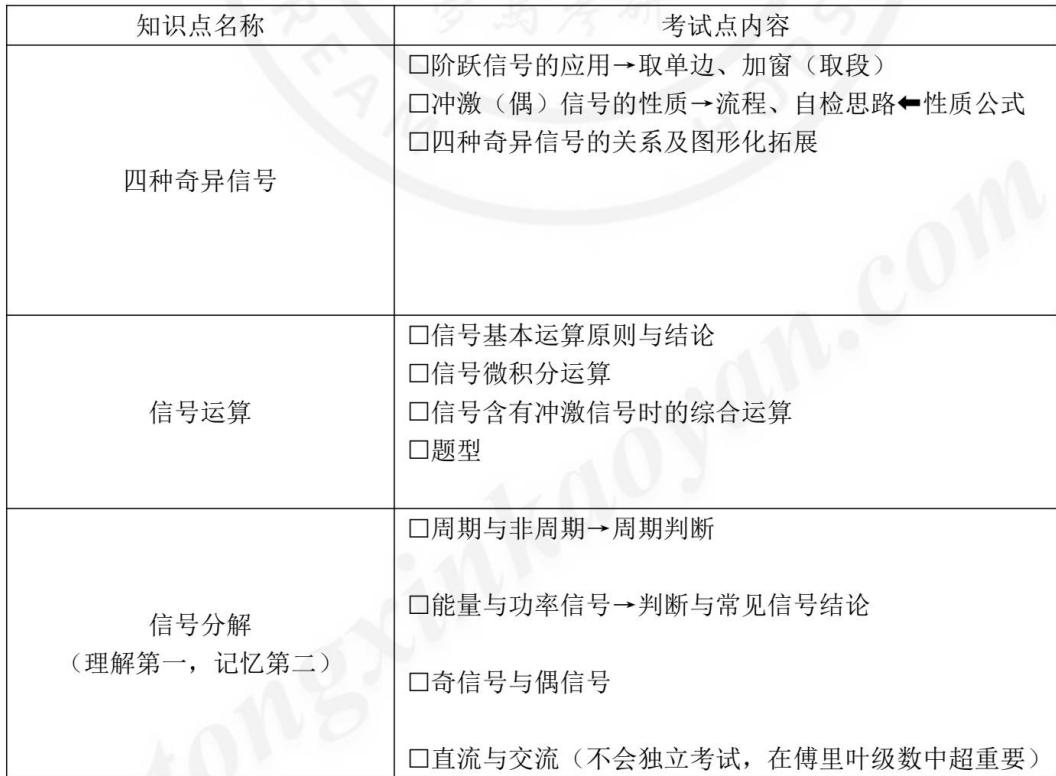 知识点名称
考试点内容
四种奇异信号
□阶跃信号的应用→取单边、加窗（取段）
□冲激（偶）信号的性质→流程、自检思路⬅性质公式
□四种奇异信号的关系及图形化拓展
信号运算
□信号基本运算原则与结论
□信号微积分运算
□信号含有冲激信号时的综合运算
□题型
信号分解
（理解第一，记忆第二）
□周期与非周期→周期判断
□能量与功率信号→判断与常见信号结论
□奇信号与偶信号
□直流与交流（不会独立考试，在傅里叶级数中超重要）
tongxinkaoyan.com